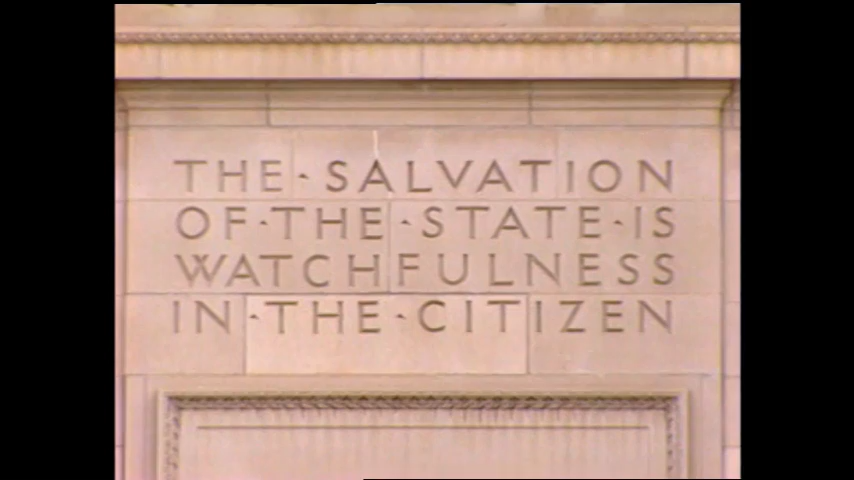 THE·SALVATION
OF·THE·STATE·IS
WATCHFULNESS
IN·THE·CITIZEN